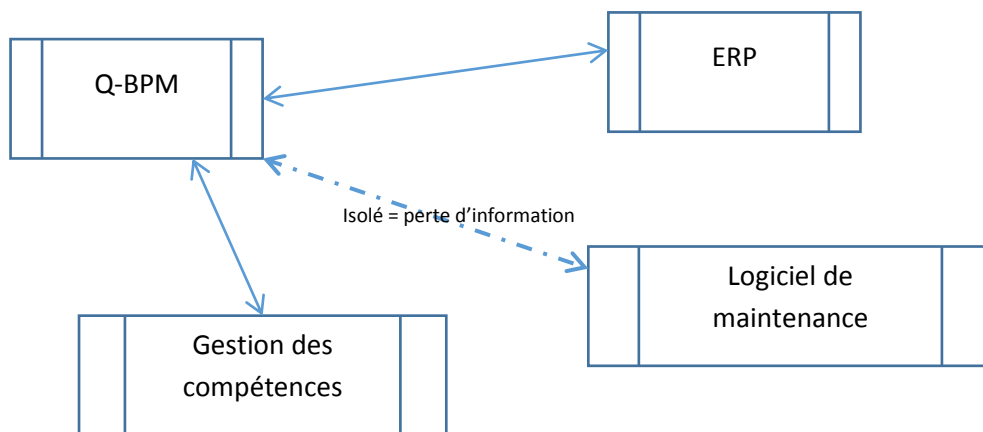 Q-BPM
ERP
Isolé = perte d’information
Logiciel de
maintenance
Gestion des
compétences